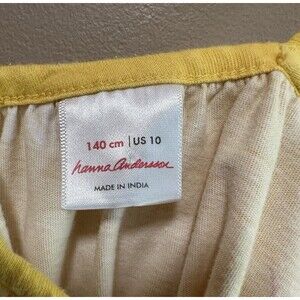 140 cm | US 10
hanna andersson
MADE IN INDIA